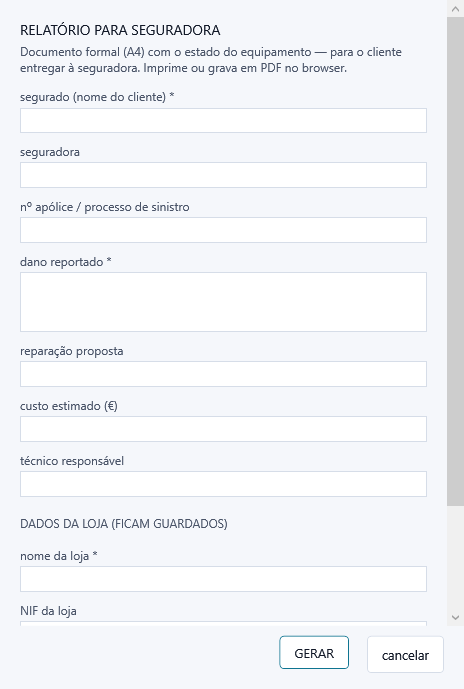 RELATÓRIO PARA SEGURADORA
Documento formal (A4) com o estado do equipamento — para o cliente
entregar à seguradora. Imprime ou grava em PDF no browser.
segurado (nome do cliente) *
seguradora
nº apólice / processo de sinistro
dano reportado *
reparação proposta
custo estimado (€)
técnico responsável
DADOS DA LOJA (FICAM GUARDADOS)
nome da loja *
NIF da loja
GERAR
cancelar